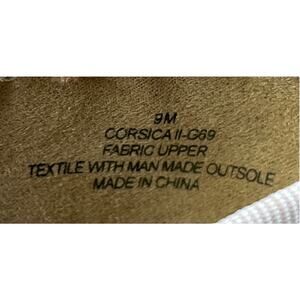 9M
CORSICA II-G69
FABRIC UPPER
TEXTILE WITH MAN MADE OUTSOLE
MADE IN CHINA